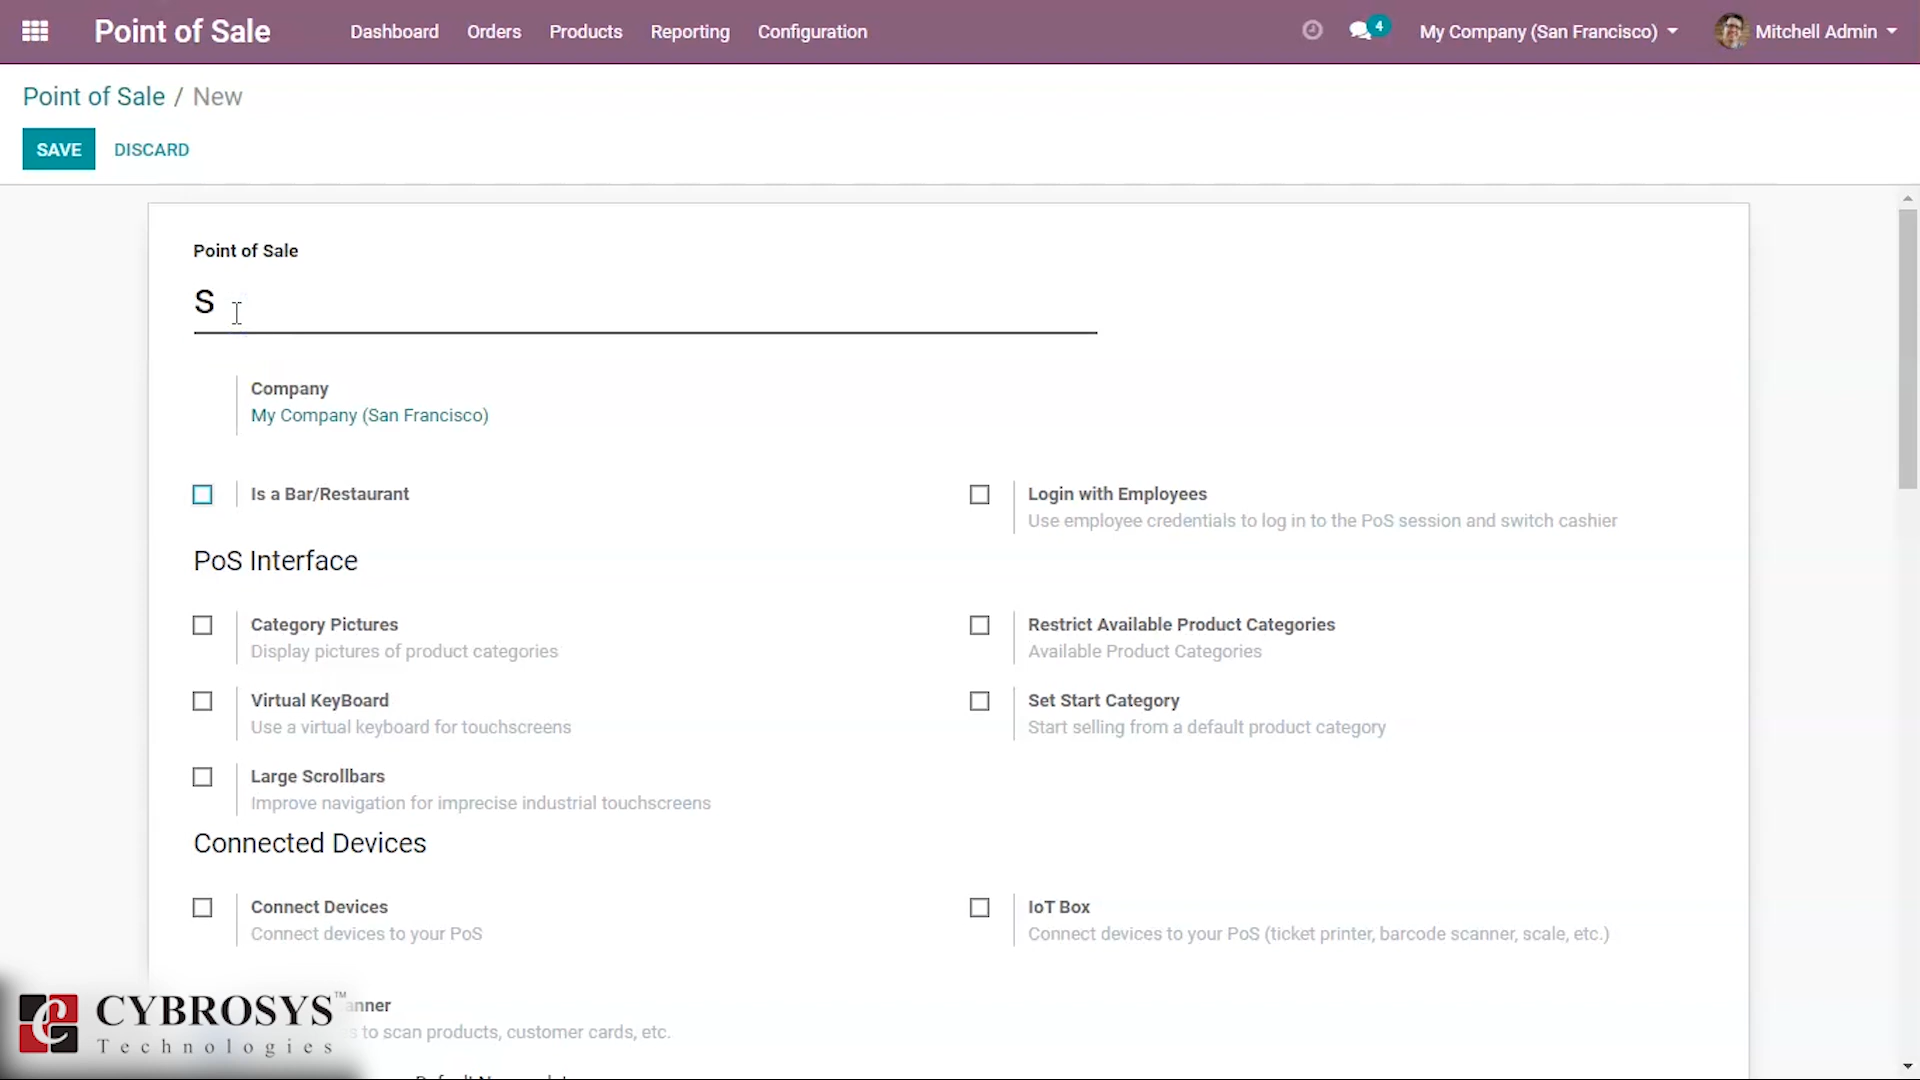 Point of Sale
Dashboard
Orders
Products
Reporting
Configuration
4
My Company (San Francisco)
Mitchell Admin
Point of Sale / New
SAVE
DISCARD
Point of Sale
S
Company
My Company (San Francisco)
Is a Bar/Restaurant
Login with Employees
Use employee credentials to log in to the PoS session and switch cashier
PoS Interface
Category Pictures
Display pictures of product categories
Restrict Available Product Categories
Available Product Categories
Virtual KeyBoard
Use a virtual keyboard for touchscreens
Set Start Category
Start selling from a default product category
Large Scrollbars
Improve navigation for imprecise industrial touchscreens
Connected Devices
Connect Devices
Connect devices to your PoS
IoT Box
Connect devices to your PoS (ticket printer, barcode scanner, scale, etc.)
anner
s to scan products, customer cards, etc.
CYBROSYS™
Technologies